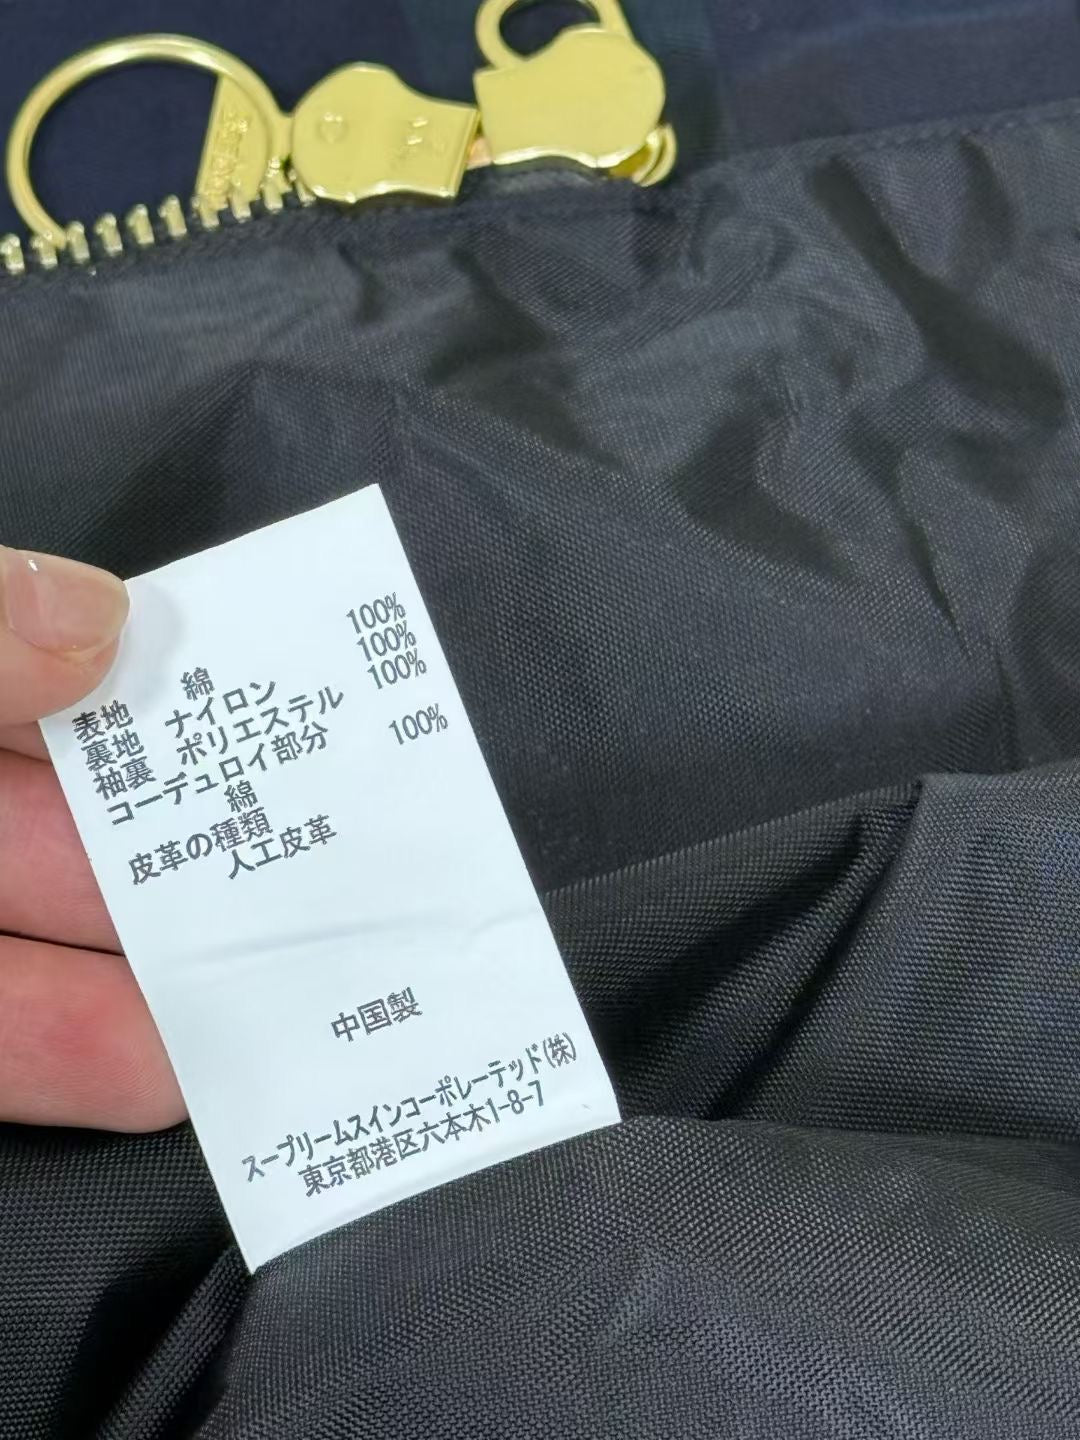 表地 綿 100%
裏地 ナイロン 100%
袖裏 ポリエステル 100%
コーデュロイ部分
綿 100%
皮革の種類
人工皮革
中国製
スープリームスインコーポレーテッド(株)
東京都港区六本木1-8-7